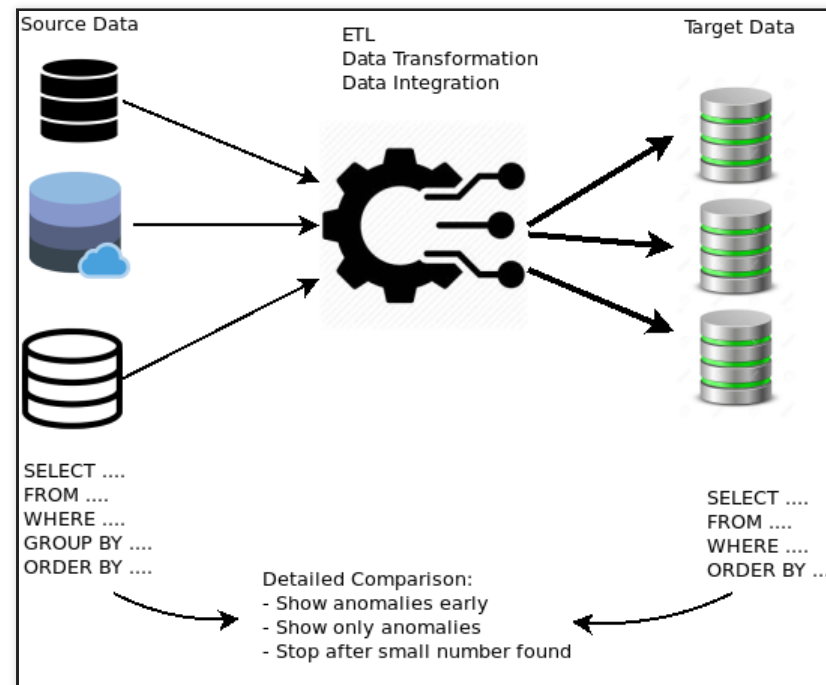 Source Data
ETL
Data Transformation
Data Integration
Target Data
SELECT ....
FROM ....
WHERE ....
GROUP BY ....
ORDER BY ....
SELECT ....
FROM ....
WHERE ....
ORDER BY ...
Detailed Comparison:
- Show anomalies early
- Show only anomalies
- Stop after small number found